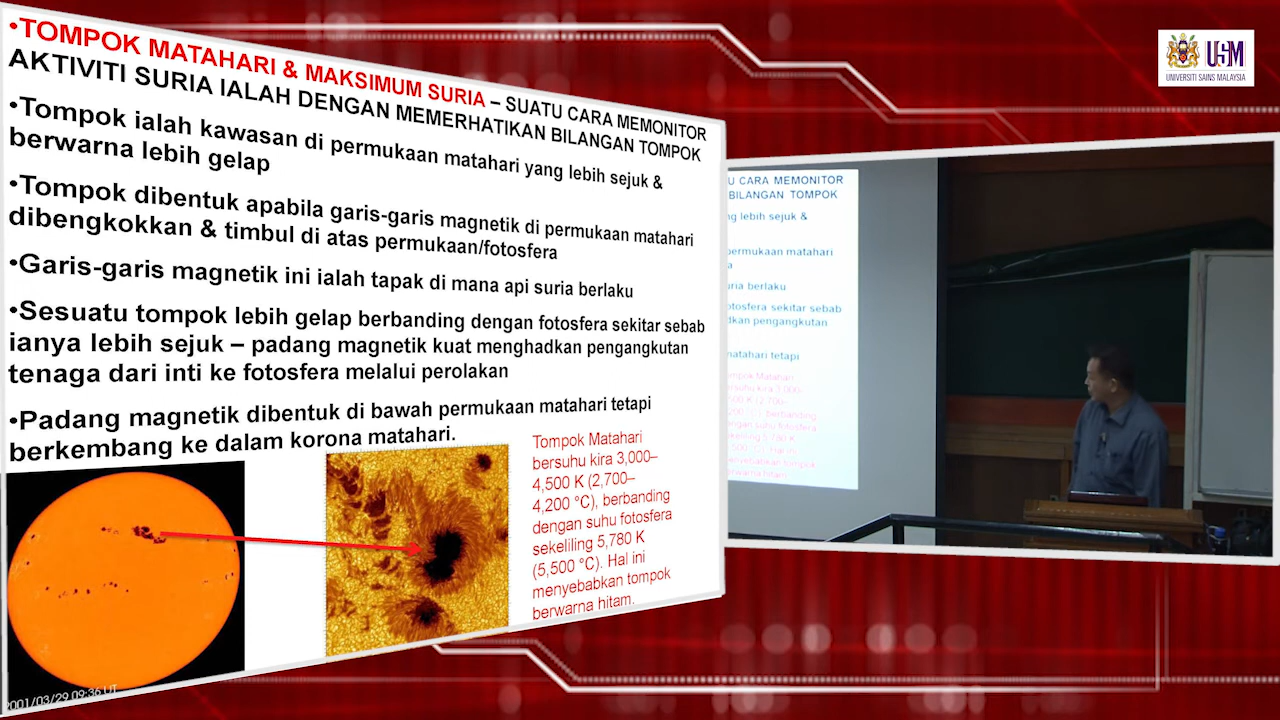 •TOMPOK MATAHARI & MAKSIMUM SURIA – SUATU CARA MEMONITOR
AKTIVITI SURIA IALAH DENGAN MEMERHATIKAN BILANGAN TOMPOK
•Tompok ialah kawasan di permukaan matahari yang lebih sejuk &
berwarna lebih gelap
•Tompok dibentuk apabila garis-garis magnetik di permukaan matahari
dibengkokkan & timbul di atas permukaan/fotosfera
•Garis-garis magnetik ini ialah tapak di mana api suria berlaku
•Sesuatu tompok lebih gelap berbanding dengan fotosfera sekitar sebab
ianya lebih sejuk – padang magnetik kuat menghadkan pengangkutan
tenaga dari inti ke fotosfera melalui perolakan
•Padang magnetik dibentuk di bawah permukaan matahari tetapi
berkembang ke dalam korona matahari.
Tompok Matahari
bersuhu kira 3,000–
4,500 K (2,700–
4,200 °C), berbanding
dengan suhu fotosfera
sekeliling 5,780 K
(5,500 °C). Hal ini
menyebabkan tompok
berwarna hitam.
2001/03/29 09:36 UT
USM
UNIVERSITI SAINS MALAYSIA
U CARA MEMONITOR
BILANGAN TOMPOK
lebih sejuk &
permukaan matahari
berlaku
sekitar sebab
pengangkutan
matahari tetapi